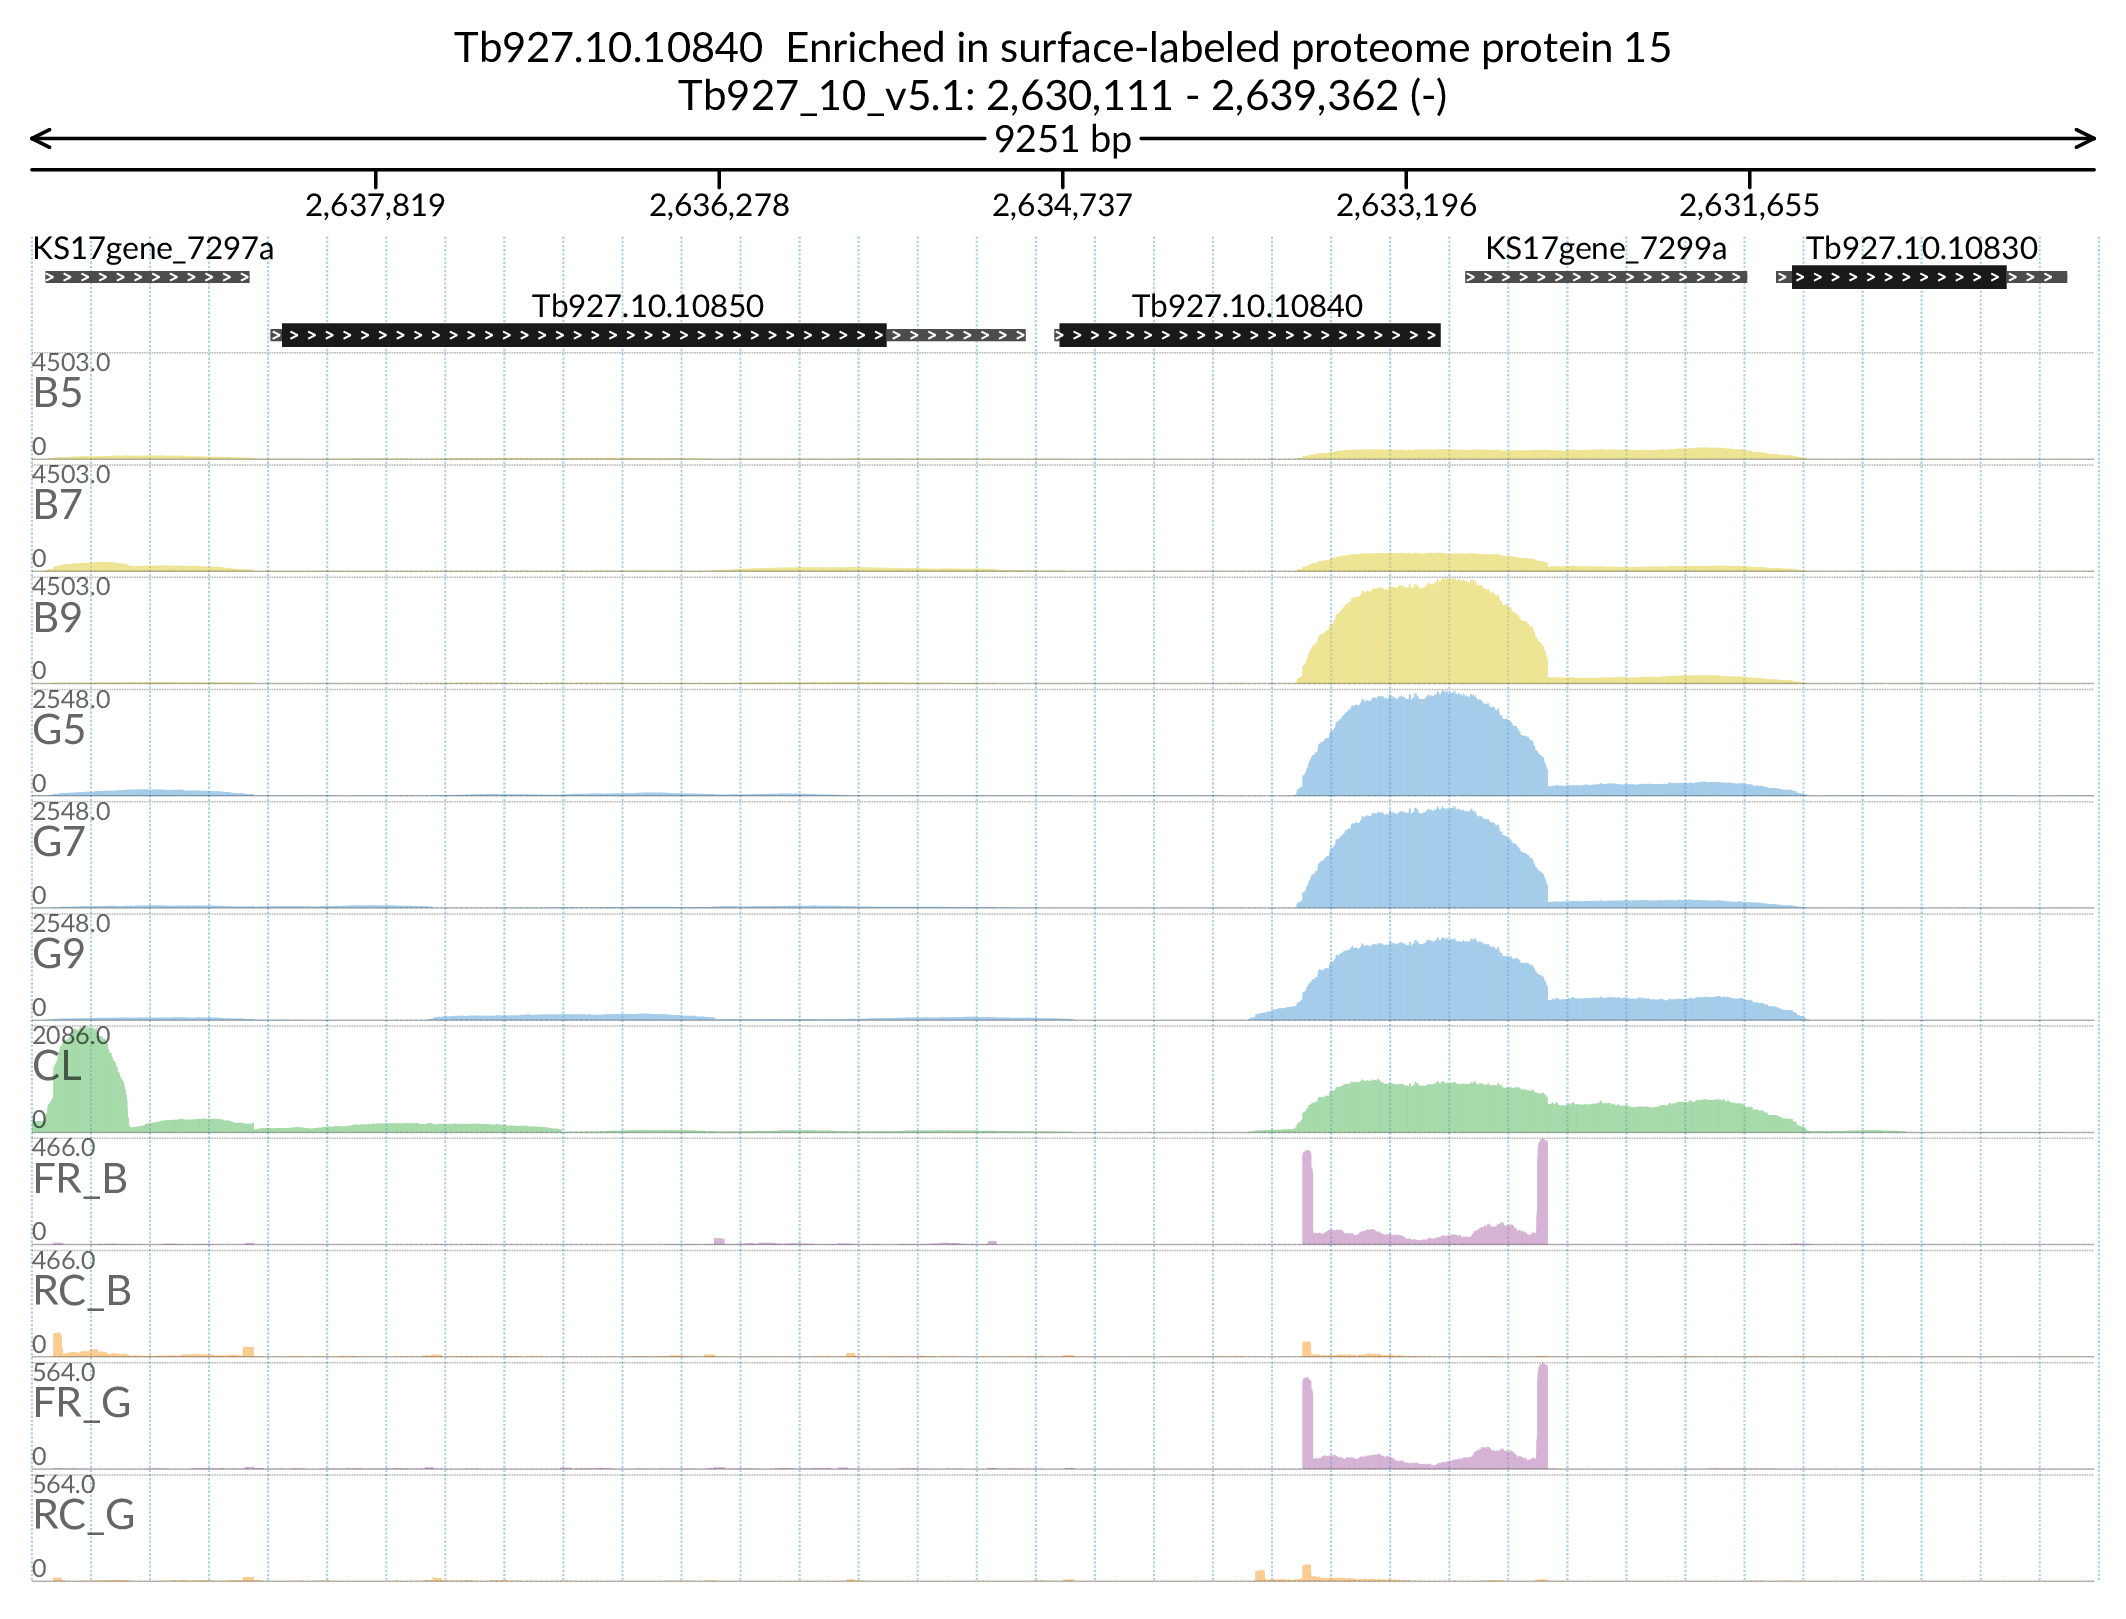 Tb927.10.10840  Enriched in surface-labeled proteome protein 15
Tb927_10_v5.1: 2,630,111 - 2,639,362 (-)
9251 bp
2,637,819 2,636,278 2,634,737 2,633,196 2,631,655
KS17gene_7297a KS17gene_7299a Tb927.10.10830
Tb927.10.10850 Tb927.10.10840
4503.0
B5
0
4503.0
B7
0
4503.0
B9
0
2548.0
G5
0
2548.0
G7
0
2548.0
G9
0
2086.0
CL
0
466.0
FR_B
0
466.0
RC_B
0
564.0
FR_G
0
564.0
RC_G
0